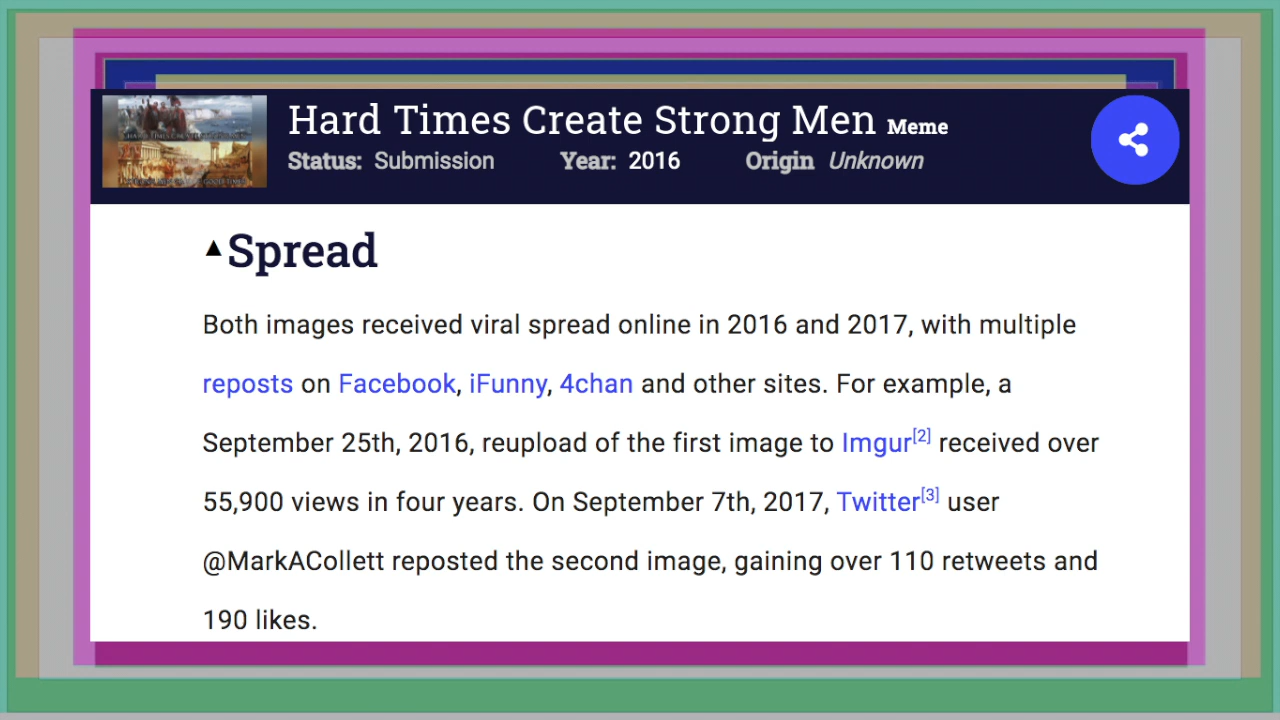 Hard Times Create Strong Men Meme
Status: Submission Year: 2016 Origin Unknown
▲Spread
Both images received viral spread online in 2016 and 2017, with multiple
reposts on Facebook, iFunny, 4chan and other sites. For example, a
September 25th, 2016, reupload of the first image to Imgur[2] received over
55,900 views in four years. On September 7th, 2017, Twitter[3] user
@MarkACollett reposted the second image, gaining over 110 retweets and
190 likes.